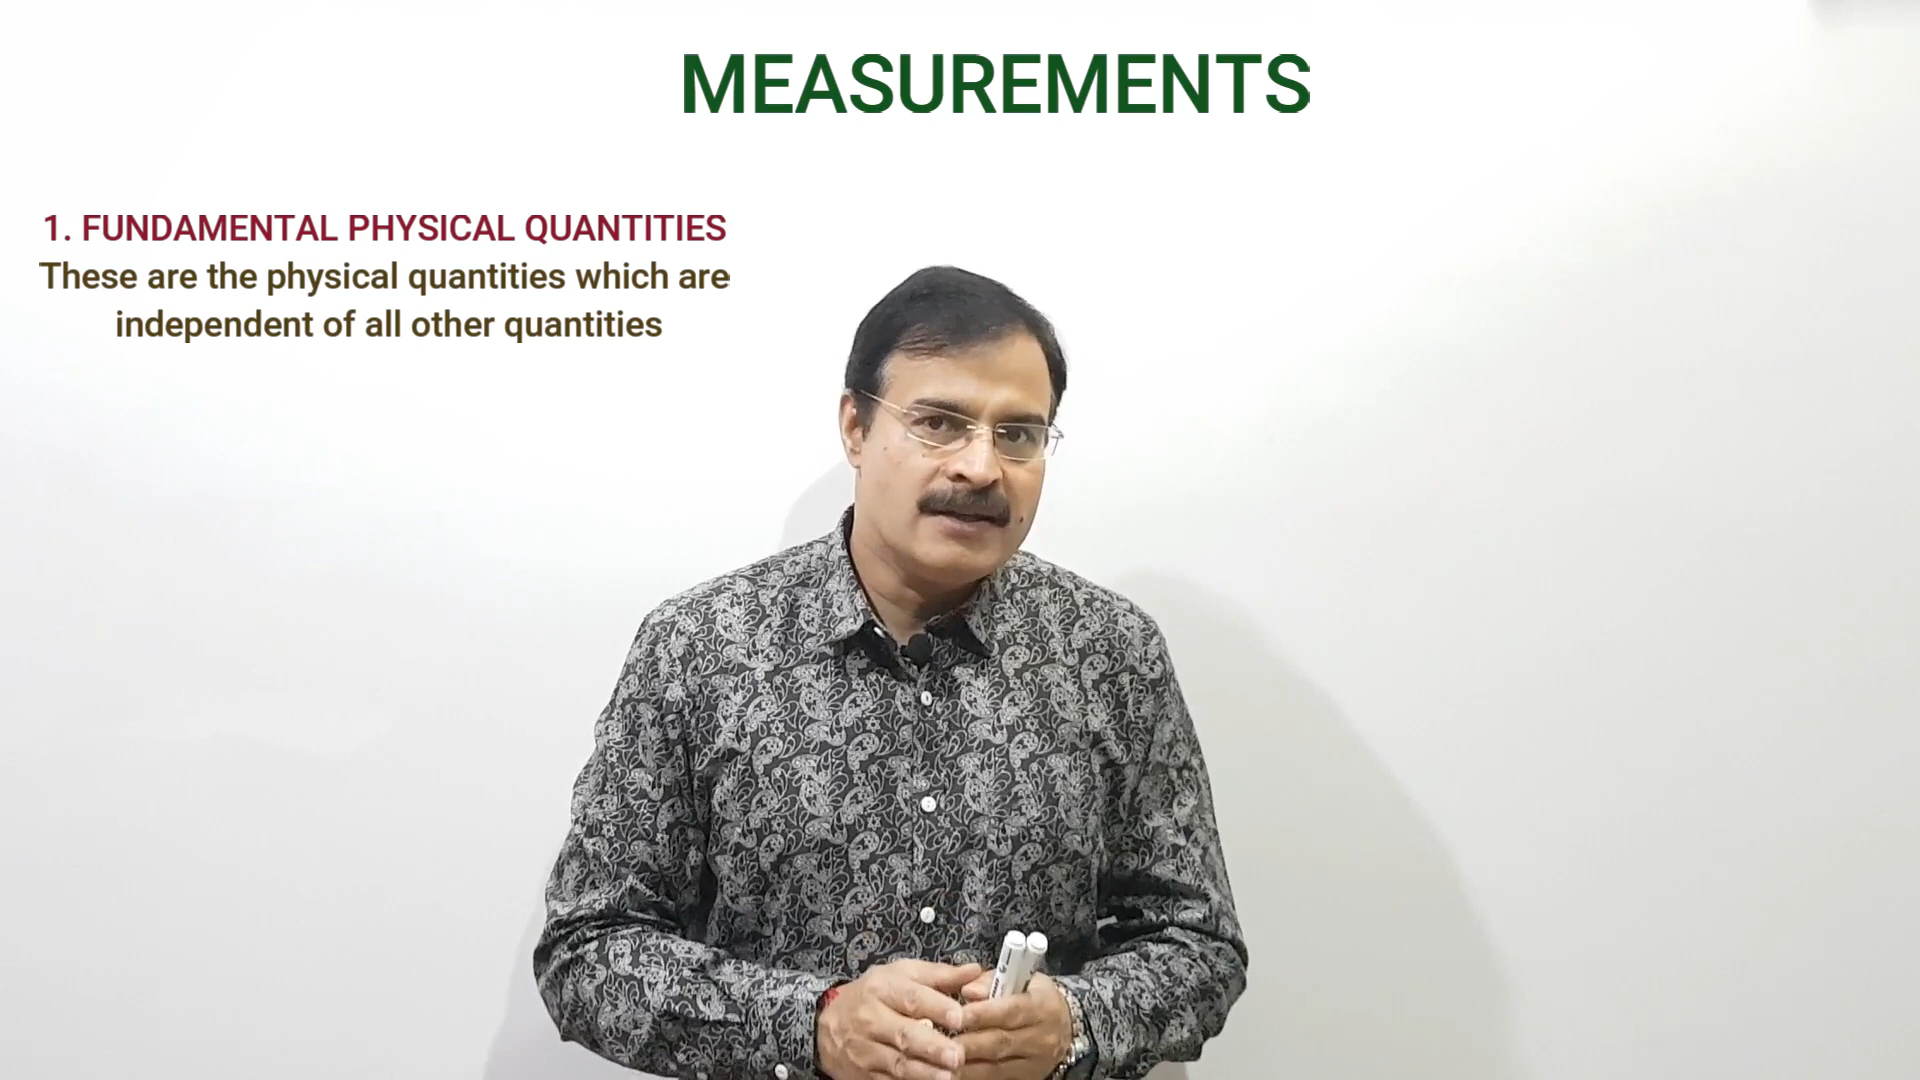 MEASUREMENTS
1. FUNDAMENTAL PHYSICAL QUANTITIES
These are the physical quantities which are
independent of all other quantities